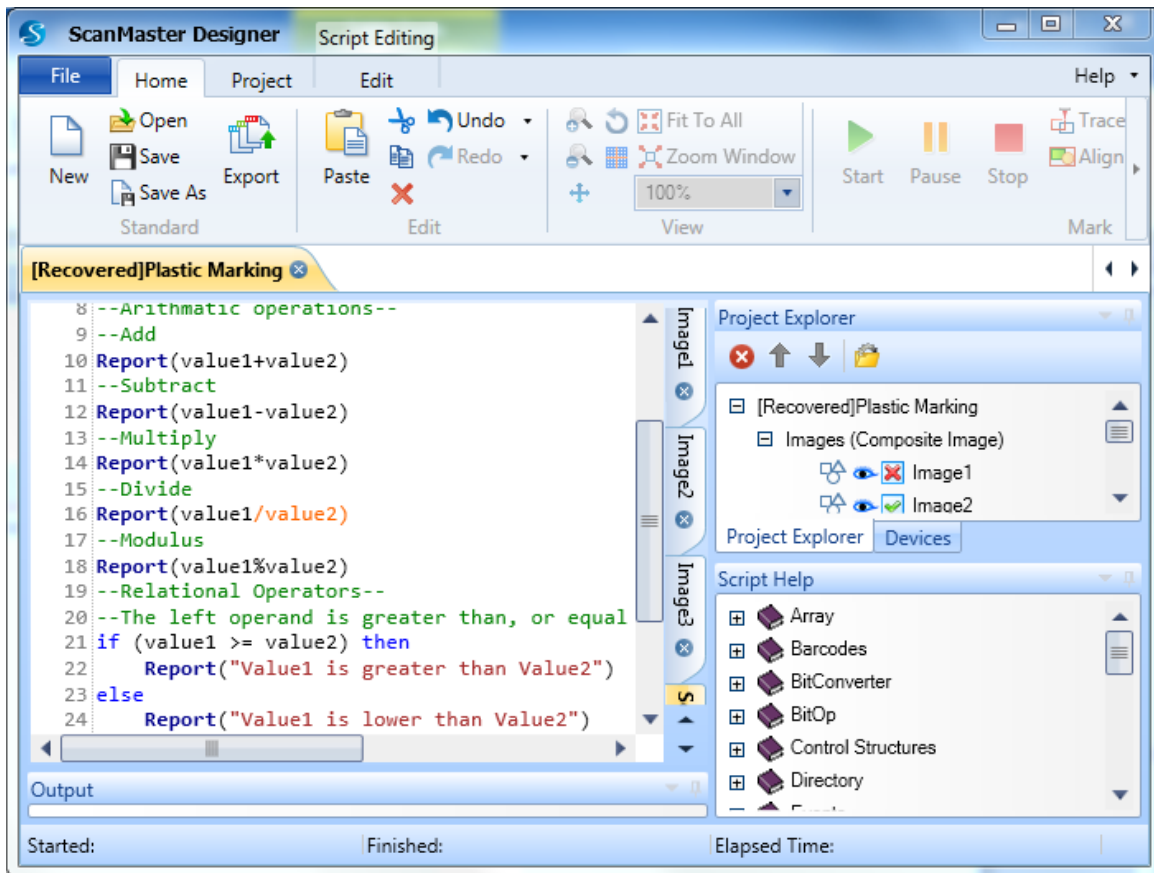 ScanMaster Designer
Script Editing
File
Home
Project
Edit
Help
New
Open
Save
Save As
Export
Standard
Paste
Undo
Redo
Edit
Fit To All
Zoom Window
100%
View
Start
Pause
Stop
Trace
Align
Mark
[Recovered]Plastic Marking
8 --Arithmatic operations--
9 --Add
10 Report(value1+value2)
11 --Subtract
12 Report(value1-value2)
13 --Multiply
14 Report(value1*value2)
15 --Divide
16 Report(value1/value2)
17 --Modulus
18 Report(value1%value2)
19 --Relational Operators--
20 --The left operand is greater than, or equal
21 if (value1 >= value2) then
22 Report("Value1 is greater than Value2")
23 else
24 Report("Value1 is lower than Value2")
Image1
Image2
Image3
S
Project Explorer
[Recovered]Plastic Marking
Images (Composite Image)
Image1
Image2
Project Explorer
Devices
Script Help
Array
Barcodes
BitConverter
BitOp
Control Structures
Directory
Output
Started:
Finished:
Elapsed Time: